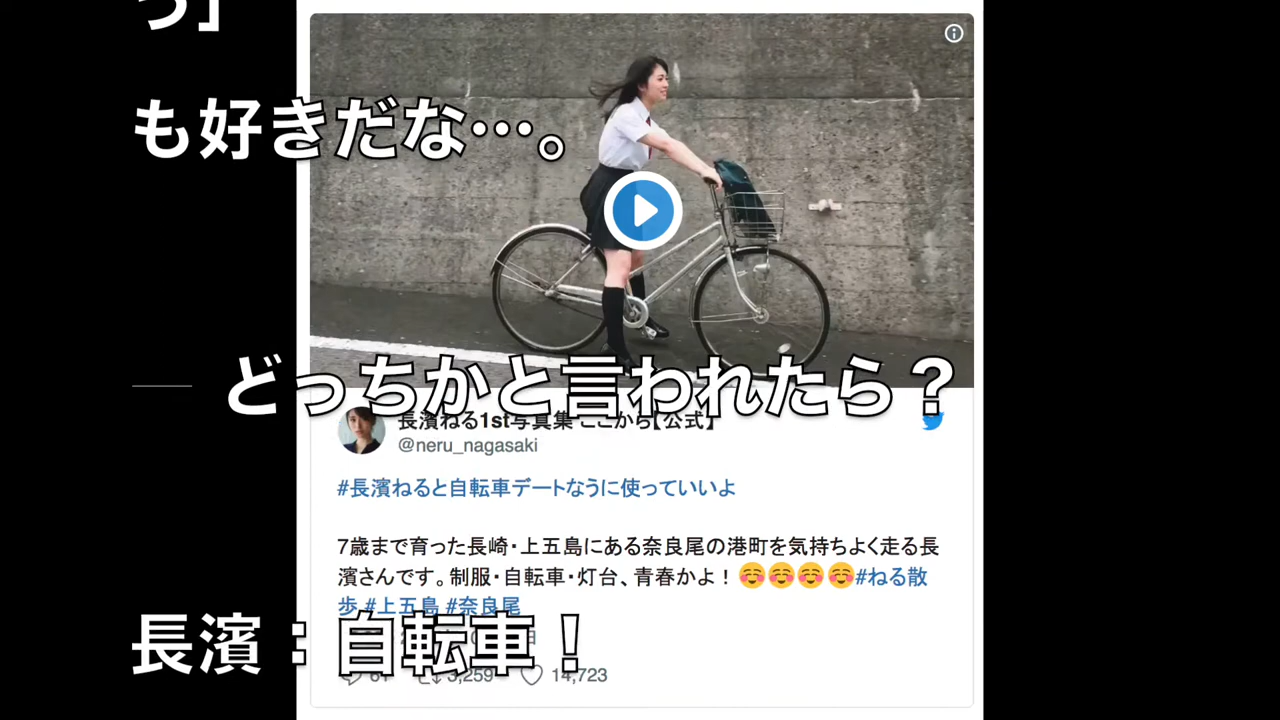 う」
も好きだな…。
どっちかと言われたら？
長濱ねる1st写真集 ここから【公式】
@neru_nagasaki
#長濱ねると自転車デートなうに使っていいよ
7歳まで育った長崎・上五島にある奈良尾の港町を気持ちよく走る長
濱さんです。制服・自転車・灯台、青春かよ！☺️☺️☺️☺️#ねる散
歩 #上五島 #奈良尾
長濱：自転車！
3,259 14,723